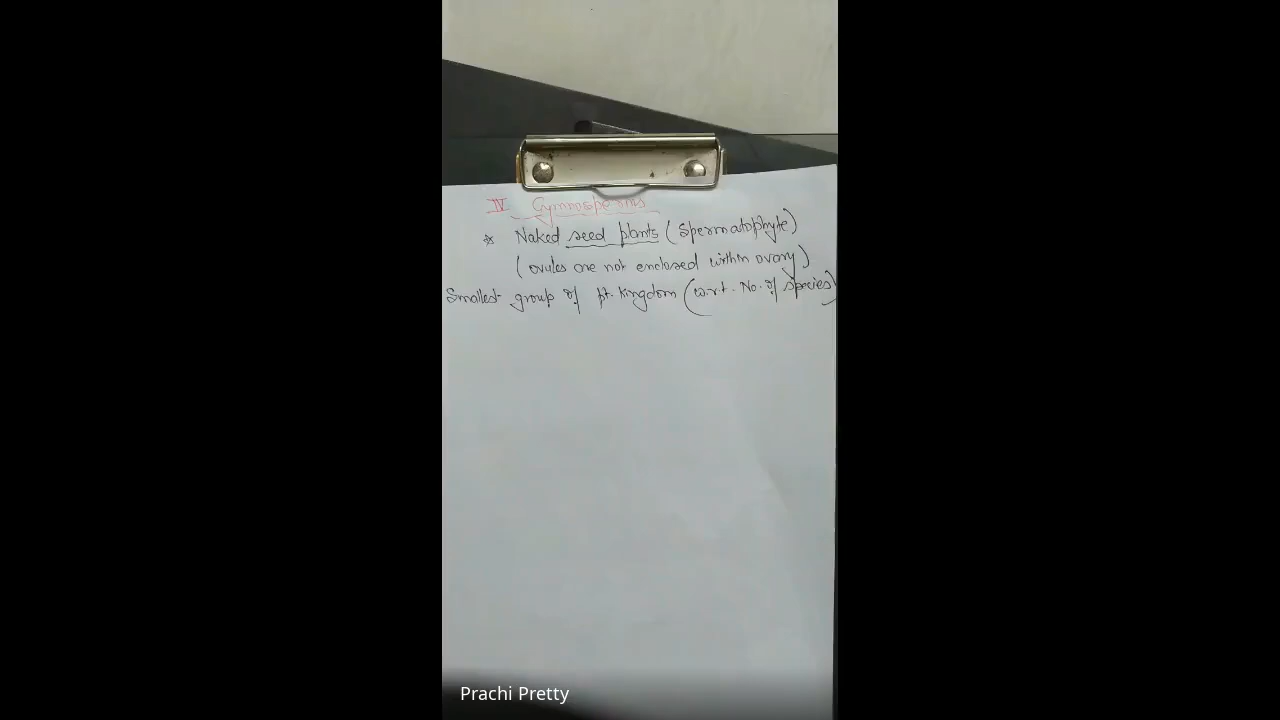 IV Gymnosperms
* Naked seed plants (Spermatophyte)
(ovules are not enclosed within ovary)
Smallest group of pt. kingdom (w.r.t. No. of species)
Prachi Pretty